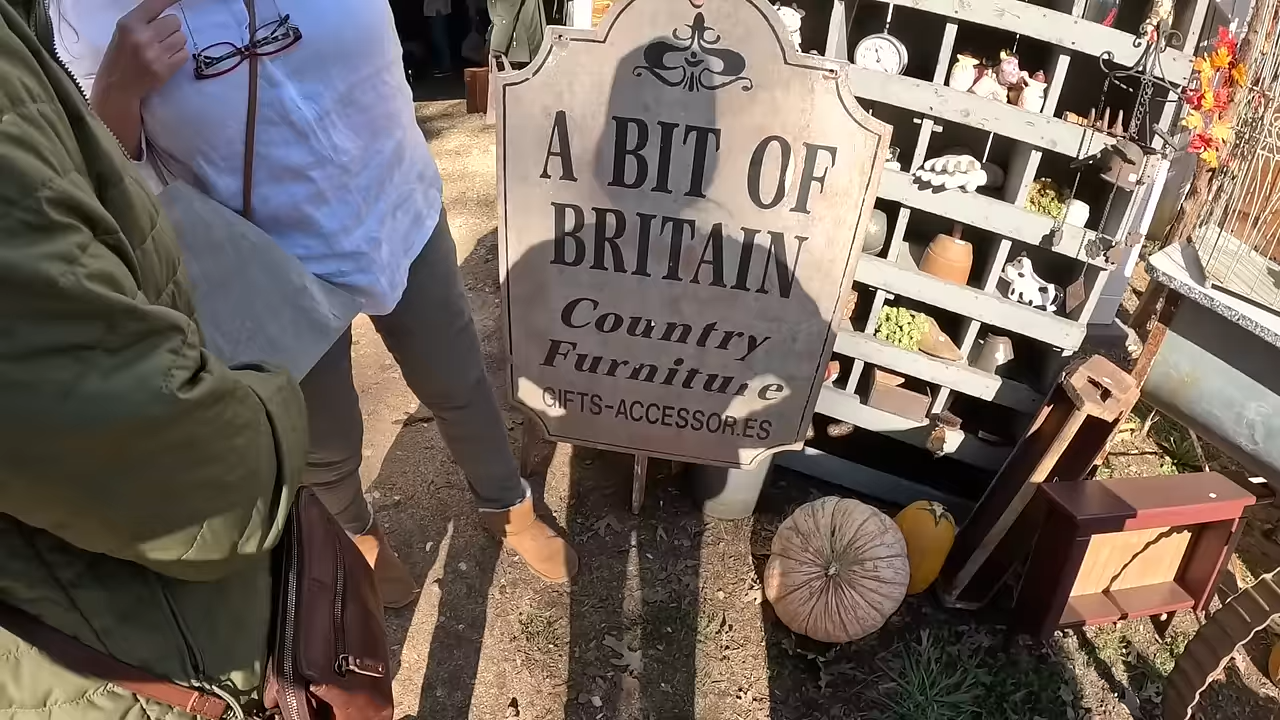 A BIT OF
BRITAIN
Country
Furniture
GIFTS-ACCESSOR.ES